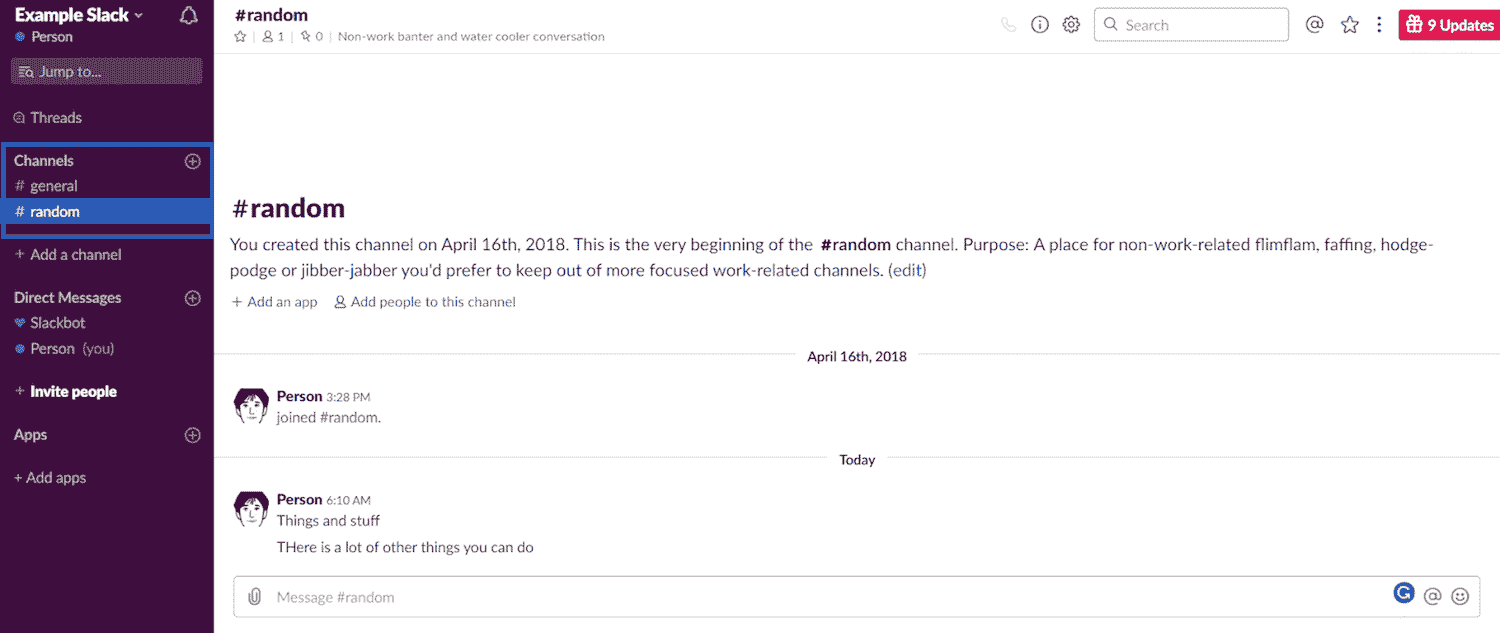 Example Slack
Person
Jump to...
Threads
Channels
# general
# random
+ Add a channel
Direct Messages
Slackbot
Person (you)
+ Invite people
Apps
+ Add apps
#random
1 | 0 | Non-work banter and water cooler conversation
Search
9 Updates
#random
You created this channel on April 16th, 2018. This is the very beginning of the #random channel. Purpose: A place for non-work-related flimflam, faffing, hodge-
podge or jibber-jabber you'd prefer to keep out of more focused work-related channels. (edit)
+ Add an app Add people to this channel
April 16th, 2018
Person 3:28 PM
joined #random.
Today
Person 6:10 AM
Things and stuff
THere is a lot of other things you can do
Message #random